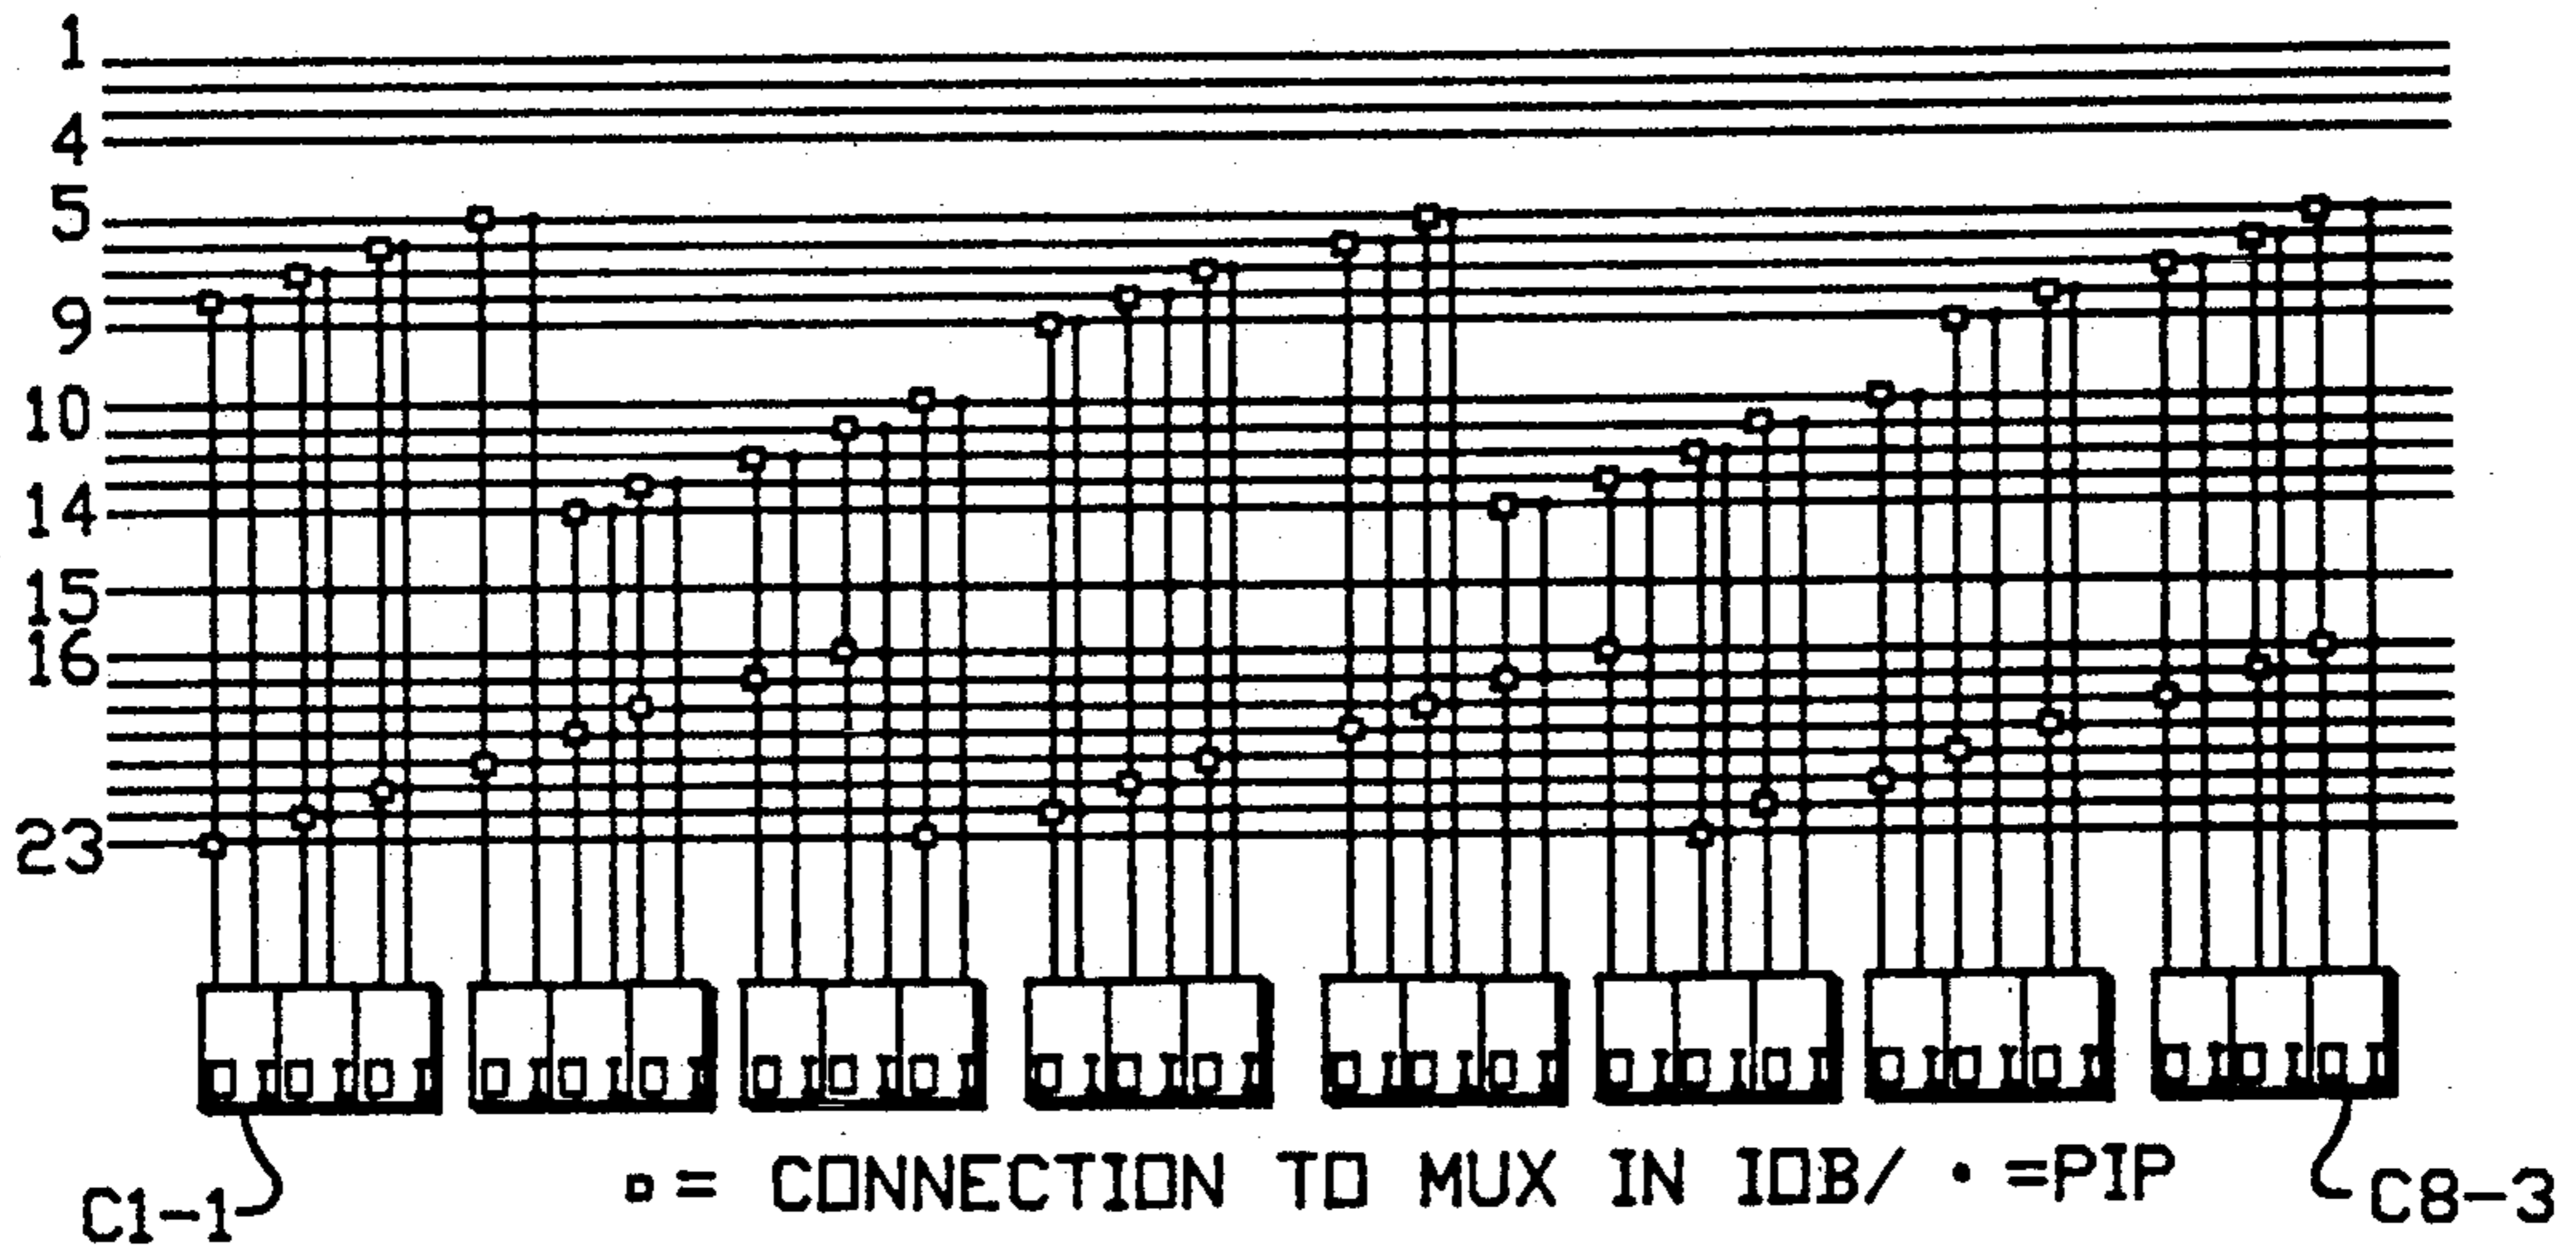 1
4
5
9
10
14
15
16
23
O I O I O I
O I O I O I
O I O I O I
O I O I O I
O I O I O I
O I O I O I
O I O I O I
O I O I O I
▫= CONNECTION TO MUX IN IOB/ • =PIP
C1-1
C8-3